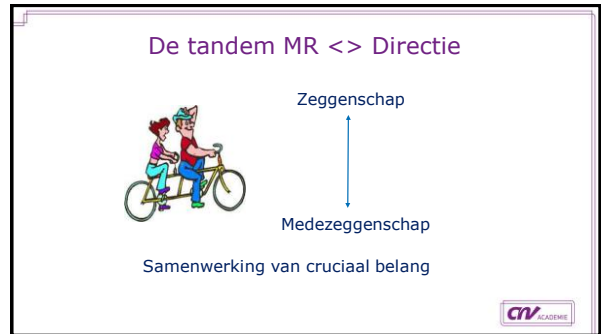 De tandem MR <> Directie
Zeggenschap
Medezeggenschap
Samenwerking van cruciaal belang
CNV ACADEMIE